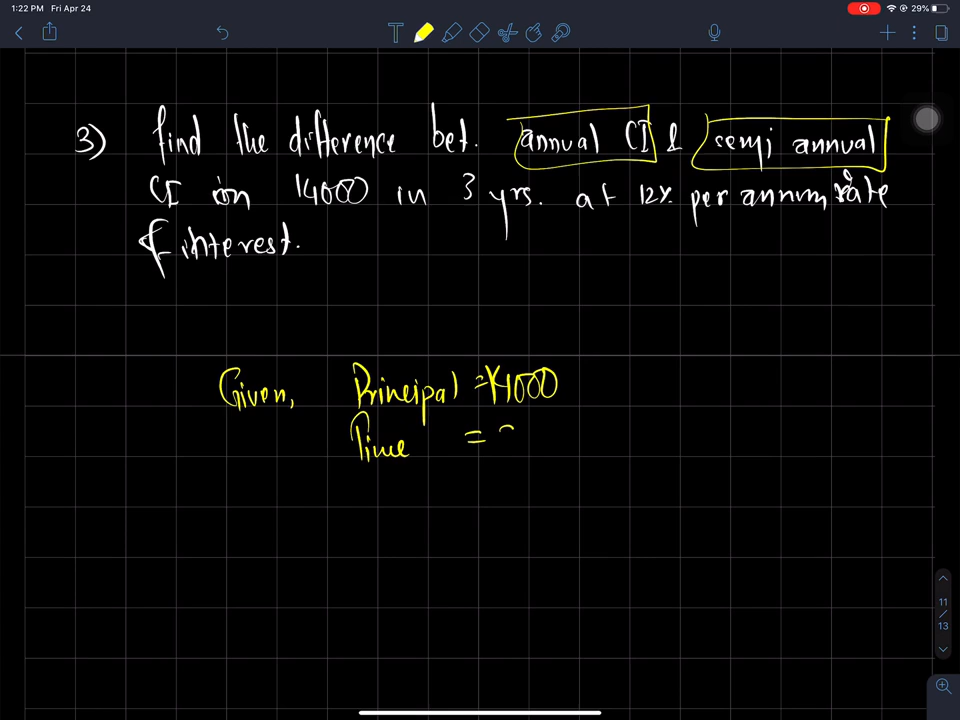 1:22 PM Fri Apr 24
29%
T
3) find the difference bet. annual CI & semi annual
CI on 14000 in 3 yrs. at 12% per annum rate
of interest.
Given, Principal = 14000
Time =
11
/
13